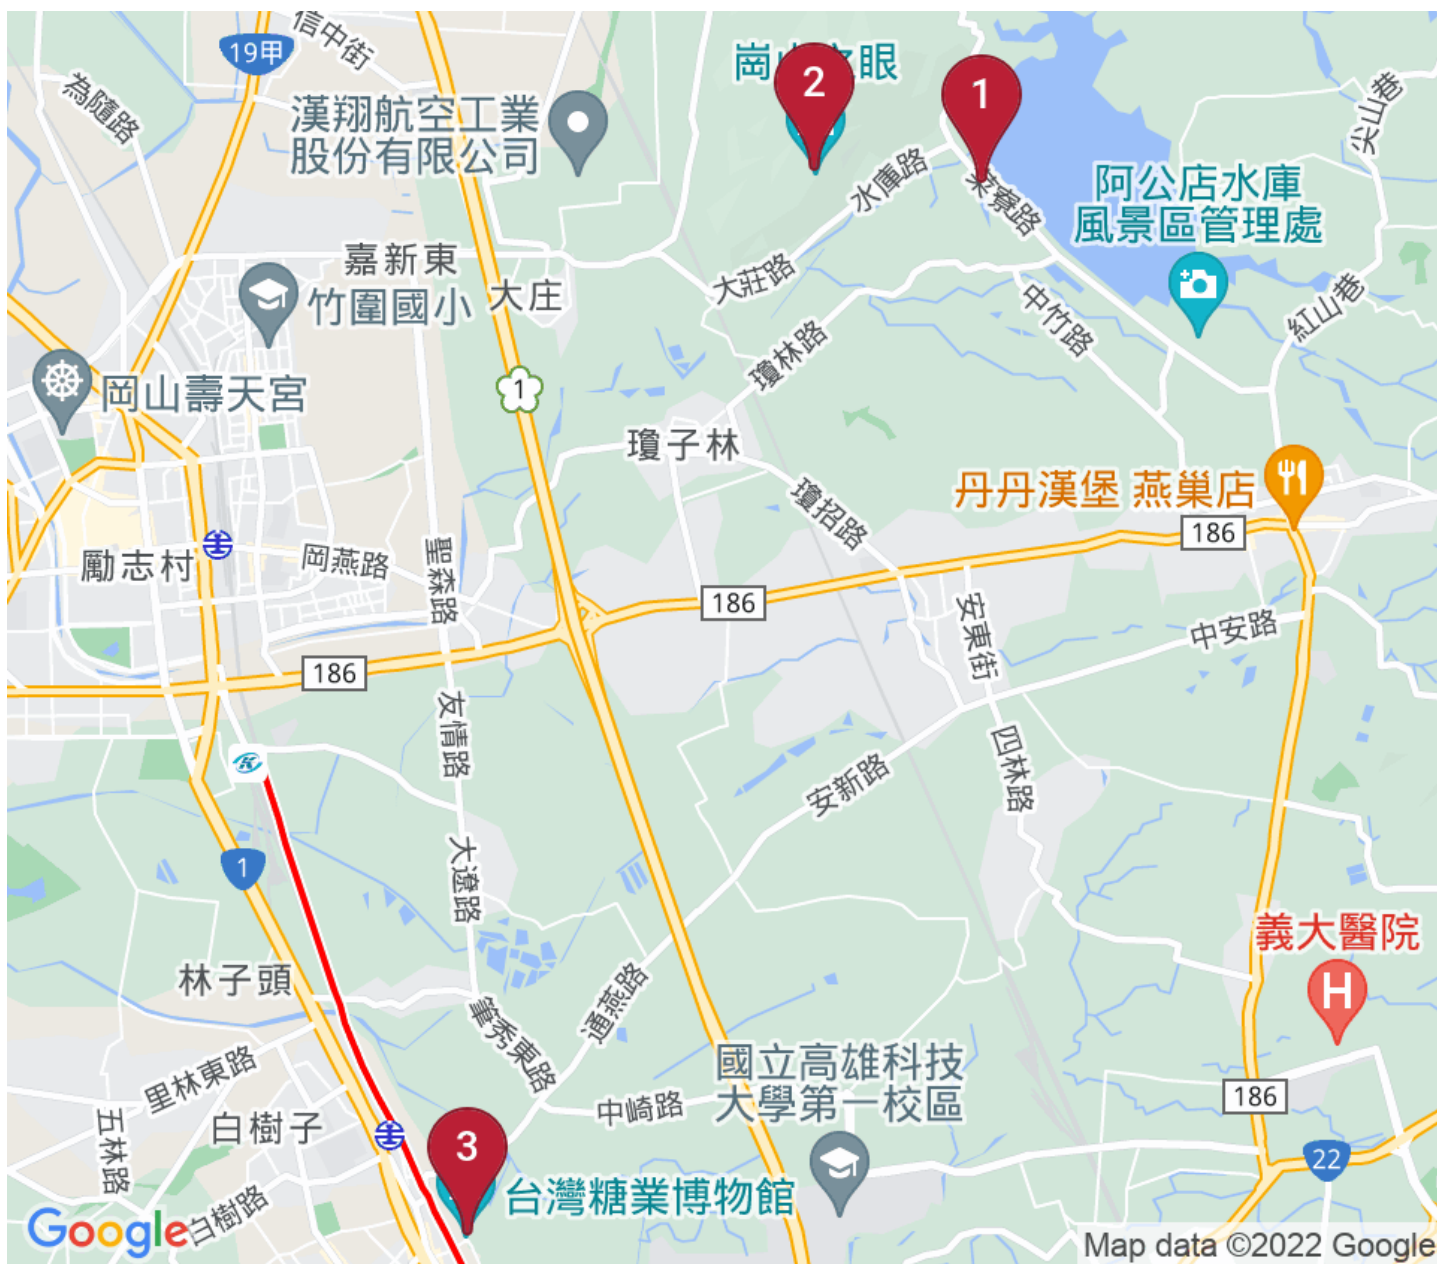 信中街
19甲
為隨路
漢翔航空工業
股份有限公司
2
1
尖山巷
水庫路
阿公店水庫
風景區管理處
嘉新東
竹圍國小
大庄
大莊路
中竹路
紅山巷
瓊林路
1
岡山壽天宮
瓊子林
瓊招路
丹丹漢堡 燕巢店
186
勵志村
岡燕路
聖森路
186
安東街
中安路
186
友情路
四林路
安新路
K
1
大遼路
義大醫院
H
林子頭
通燕路
筆秀東路
里林東路
國立高雄科技
大學第一校區
中崎路
186
五林路
白樹子
3
22
台灣糖業博物館
白樹路
Google
Map data ©2022 Google